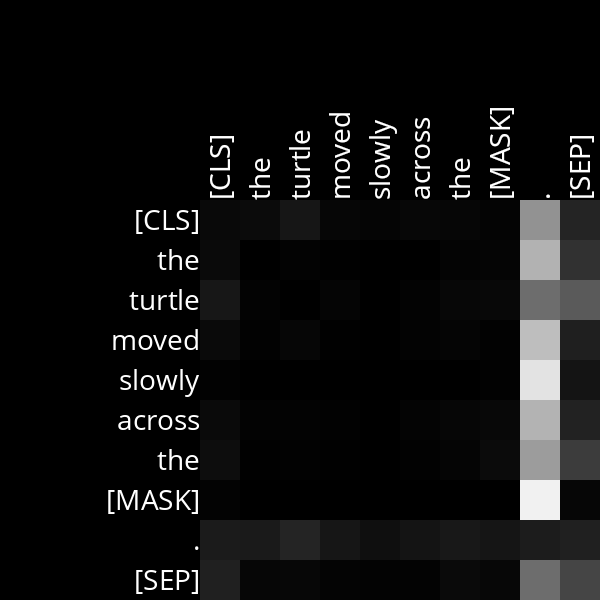 [CLS] the turtle moved slowly across the [MASK] . [SEP]
[CLS]
the
turtle
moved
slowly
across
the
[MASK]
.
[SEP]